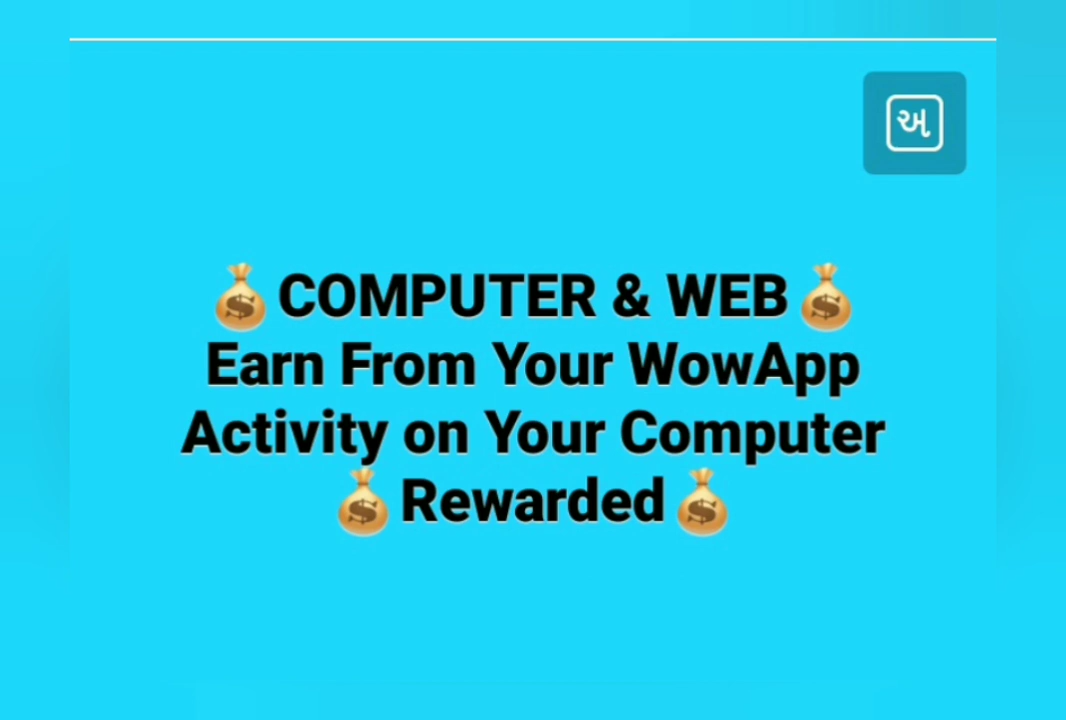 અ
💰COMPUTER & WEB💰
Earn From Your WowApp
Activity on Your Computer
💰Rewarded💰